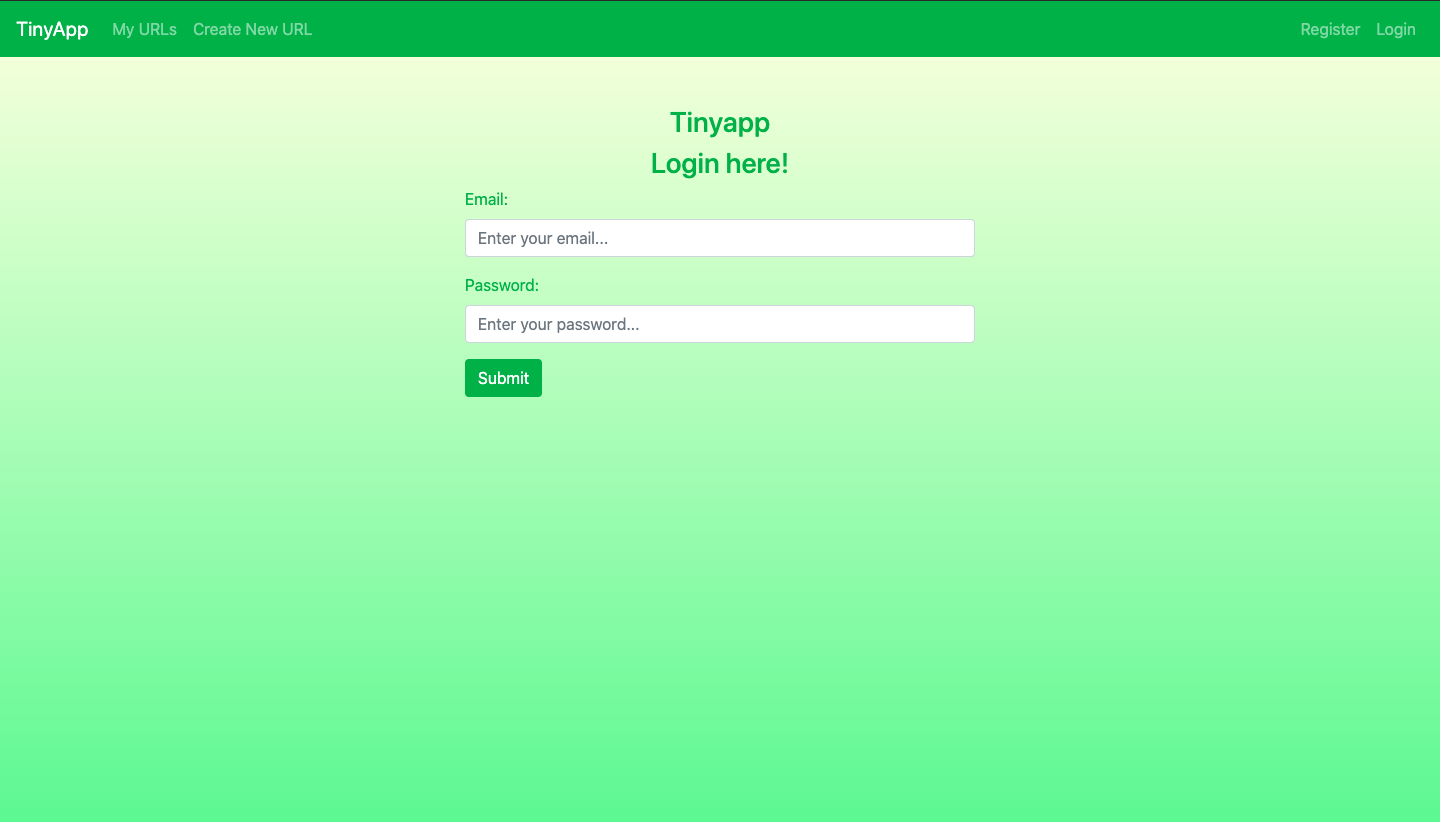 TinyApp My URLs Create New URL Register Login
Tinyapp
Login here!
Email:
Enter your email...
Password:
Enter your password...
Submit